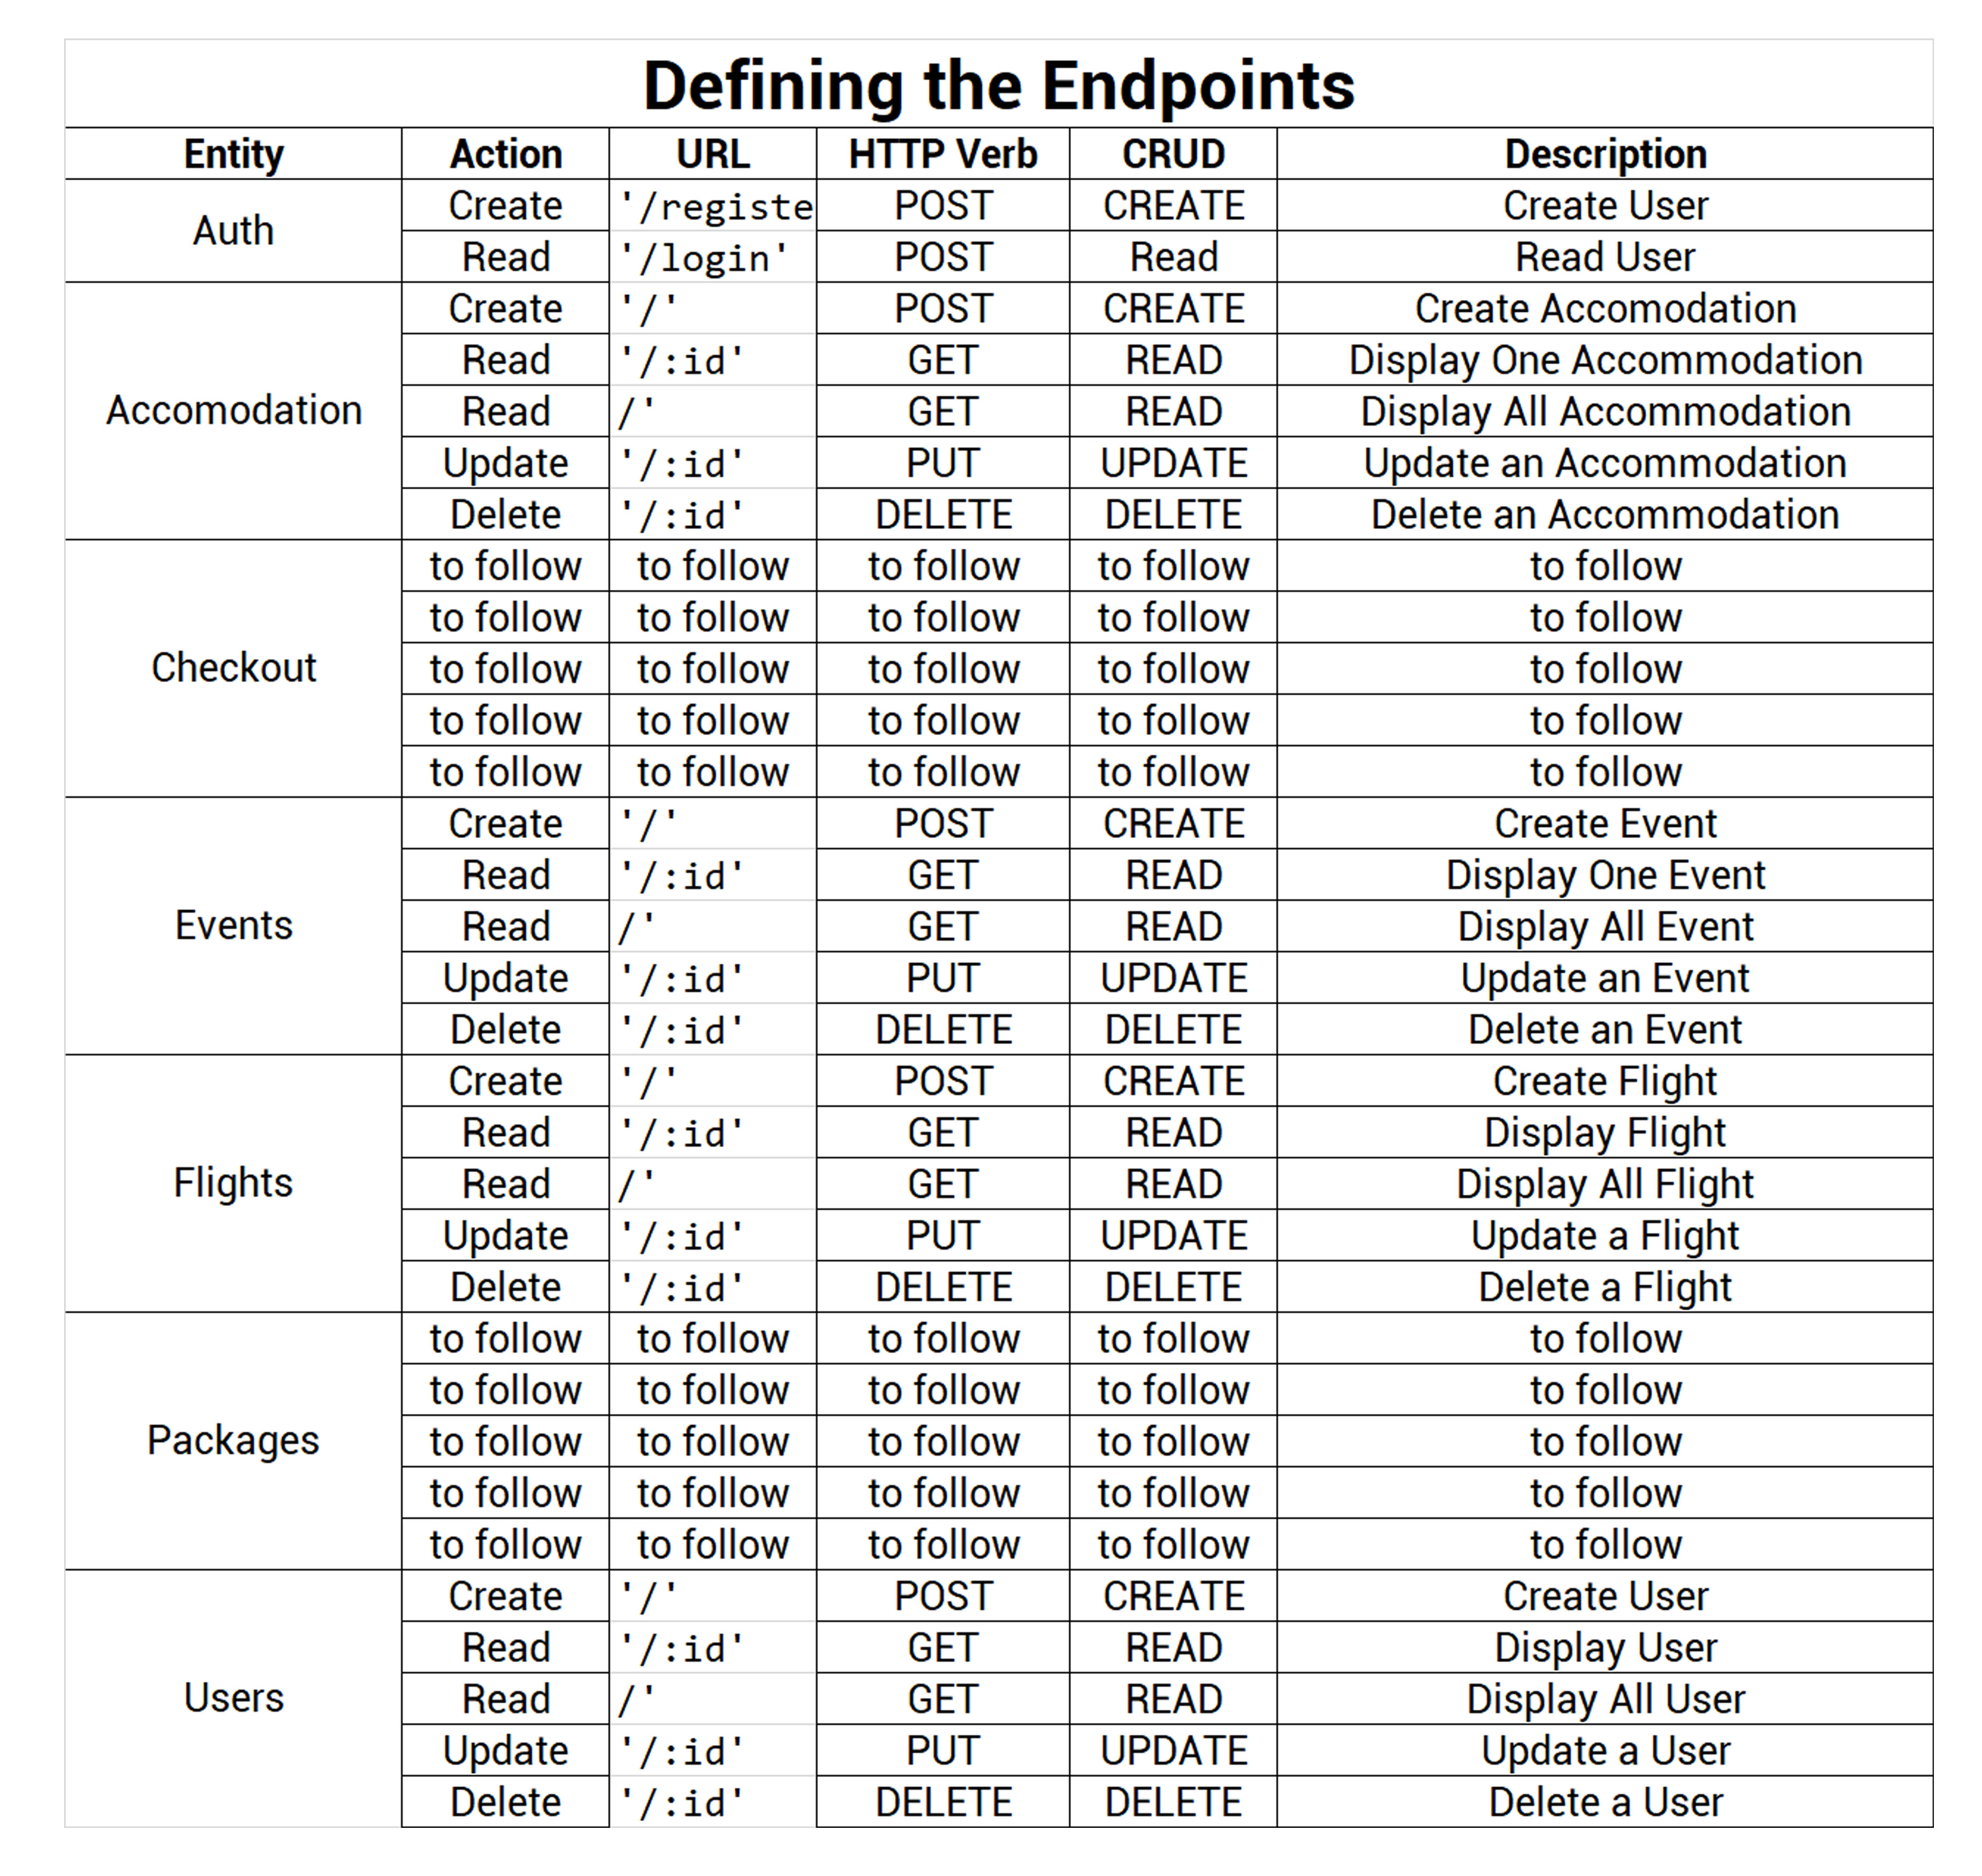 Defining the Endpoints
Entity Action URL HTTP Verb CRUD Description
Auth
Create '/registe POST CREATE Create User
Read '/login' POST Read Read User
Accomodation
Create '/' POST CREATE Create Accomodation
Read '/:id' GET READ Display One Accommodation
Read /' GET READ Display All Accommodation
Update '/:id' PUT UPDATE Update an Accommodation
Delete '/:id' DELETE DELETE Delete an Accommodation
Checkout
to follow to follow to follow to follow to follow
to follow to follow to follow to follow to follow
to follow to follow to follow to follow to follow
to follow to follow to follow to follow to follow
to follow to follow to follow to follow to follow
Events
Create '/' POST CREATE Create Event
Read '/:id' GET READ Display One Event
Read /' GET READ Display All Event
Update '/:id' PUT UPDATE Update an Event
Delete '/:id' DELETE DELETE Delete an Event
Flights
Create '/' POST CREATE Create Flight
Read '/:id' GET READ Display Flight
Read /' GET READ Display All Flight
Update '/:id' PUT UPDATE Update a Flight
Delete '/:id' DELETE DELETE Delete a Flight
Packages
to follow to follow to follow to follow to follow
to follow to follow to follow to follow to follow
to follow to follow to follow to follow to follow
to follow to follow to follow to follow to follow
to follow to follow to follow to follow to follow
Users
Create '/' POST CREATE Create User
Read '/:id' GET READ Display User
Read /' GET READ Display All User
Update '/:id' PUT UPDATE Update a User
Delete '/:id' DELETE DELETE Delete a User